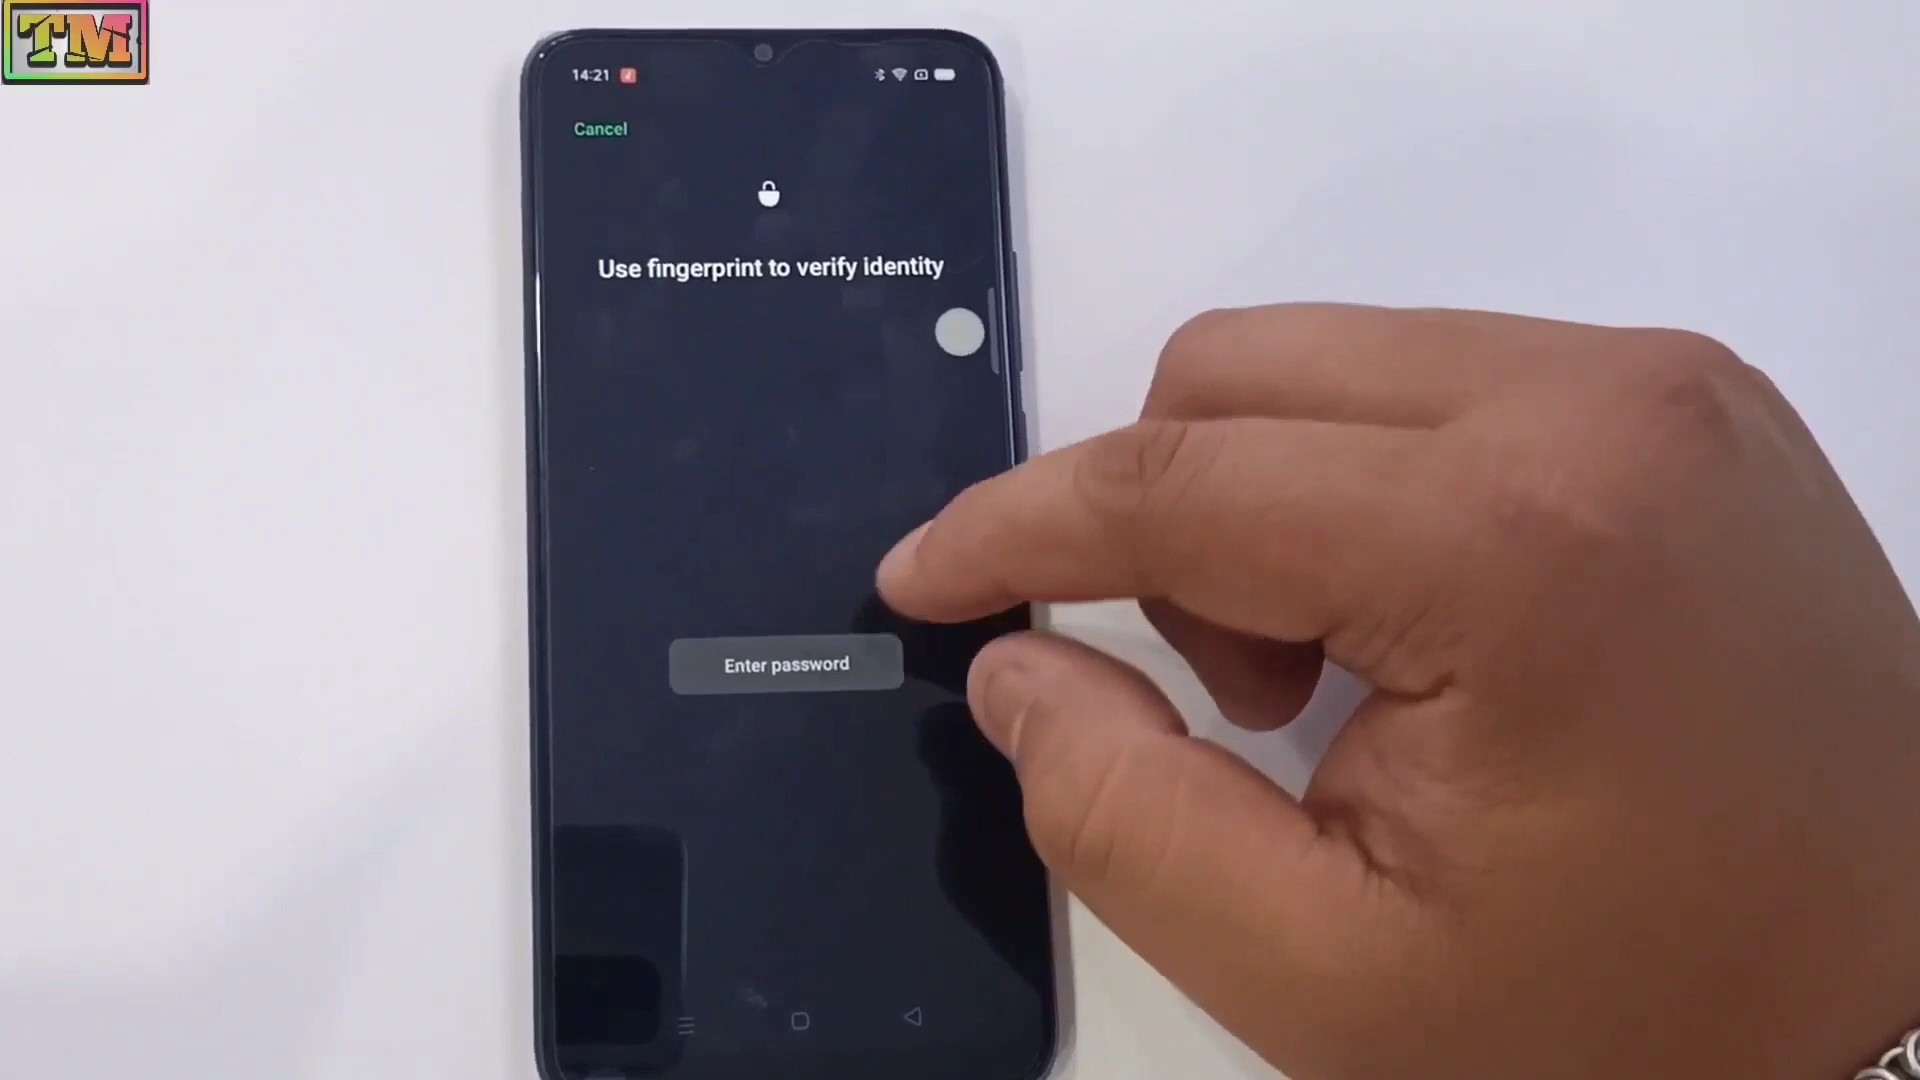 TM
14:21
Cancel
Use fingerprint to verify identity
Enter password